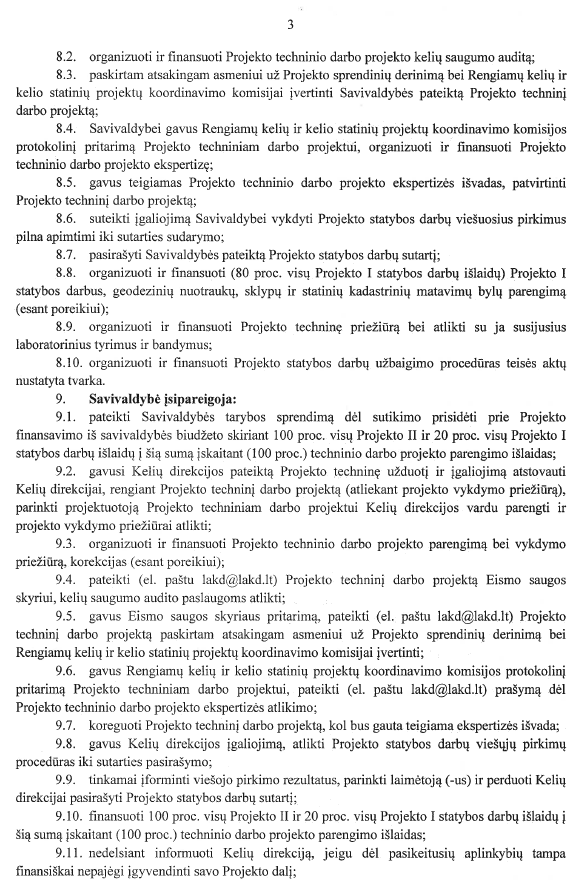 3
8.2. organizuoti ir finansuoti Projekto techninio darbo projekto kelių saugumo auditą;
8.3. paskirtam atsakingam asmeniui už Projekto sprendinių derinimą bei Rengiamų kelių ir
kelio statinių projektų koordinavimo komisijai įvertinti Savivaldybės pateiktą Projekto techninį
darbo projektą;
8.4. Savivaldybei gavus Rengiamų kelių ir kelio statinių projektų koordinavimo komisijos
protokolinį pritarimą Projekto techniniam darbo projektui, organizuoti ir finansuoti Projekto
techninio darbo projekto ekspertizę;
8.5. gavus teigiamas Projekto techninio darbo projekto ekspertizės išvadas, patvirtinti
Projekto techninį darbo projektą;
8.6. suteikti įgaliojimą Savivaldybei vykdyti Projekto statybos darbų viešuosius pirkimus
pilna apimtimi iki sutarties sudarymo;
8.7. pasirašyti Savivaldybės pateiktą Projekto statybos darbų sutartį;
8.8. organizuoti ir finansuoti (80 proc. visų Projekto I statybos darbų išlaidų) Projekto I
statybos darbus, geodezinių nuotraukų, sklypų ir statinių kadastrinių matavimų bylų parengimą
(esant poreikiui);
8.9. organizuoti ir finansuoti Projekto techninę priežiūrą bei atlikti su ja susijusius
laboratorinius tyrimus ir bandymus;
8.10. organizuoti ir finansuoti Projekto statybos darbų užbaigimo procedūras teisės aktų
nustatyta tvarka.
9. Savivaldybė įsipareigoja:
9.1. pateikti Savivaldybės tarybos sprendimą dėl sutikimo prisidėti prie Projekto
finansavimo iš savivaldybės biudžeto skiriant 100 proc. visų Projekto II ir 20 proc. visų Projekto I
statybos darbų išlaidų į šią sumą įskaitant (100 proc.) techninio darbo projekto parengimo išlaidas;
9.2. gavusi Kelių direkcijos pateiktą Projekto techninę užduotį ir įgaliojimą atstovauti
Kelių direkcijai, rengiant Projekto techninį darbo projektą (atliekant projekto vykdymo priežiūrą),
parinkti projektuotoją Projekto techniniam darbo projektui Kelių direkcijos vardu parengti ir
projekto vykdymo priežiūrai atlikti;
9.3. organizuoti ir finansuoti Projekto techninio darbo projekto parengimą bei vykdymo
priežiūrą, korekcijas (esant poreikiui);
9.4. pateikti (el. paštu lakd@lakd.lt) Projekto techninį darbo projektą Eismo saugos
skyriui, kelių saugumo audito paslaugoms atlikti;
9.5. gavus Eismo saugos skyriaus pritarimą, pateikti (el. paštu lakd@lakd.lt) Projekto
techninį darbo projektą paskirtam atsakingam asmeniui už Projekto sprendinių derinimą bei
Rengiamų kelių ir kelio statinių projektų koordinavimo komisijai įvertinti;
9.6. gavus Rengiamų kelių ir kelio statinių projektų koordinavimo komisijos protokolinį
pritarimą Projekto techniniam darbo projektui, pateikti (el. paštu lakd@lakd.lt) prašymą dėl
Projekto techninio darbo projekto ekspertizės atlikimo;
9.7. koreguoti Projekto techninį darbo projektą, kol bus gauta teigiama ekspertizės išvada;
9.8. gavus Kelių direkcijos įgaliojimą, atlikti Projekto statybos darbų viešųjų pirkimų
procedūras iki sutarties pasirašymo;
9.9. tinkamai įforminti viešojo pirkimo rezultatus, parinkti laimėtoją (-us) ir perduoti Kelių
direkcijai pasirašyti Projekto statybos darbų sutartį;
9.10. finansuoti 100 proc. visų Projekto II ir 20 proc. visų Projekto I statybos darbų išlaidų į
šią sumą įskaitant (100 proc.) techninio darbo projekto parengimo išlaidas;
9.11. nedelsiant informuoti Kelių direkciją, jeigu dėl pasikeitusių aplinkybių tampa
finansiškai nepajėgi įgyvendinti savo Projekto dalį;